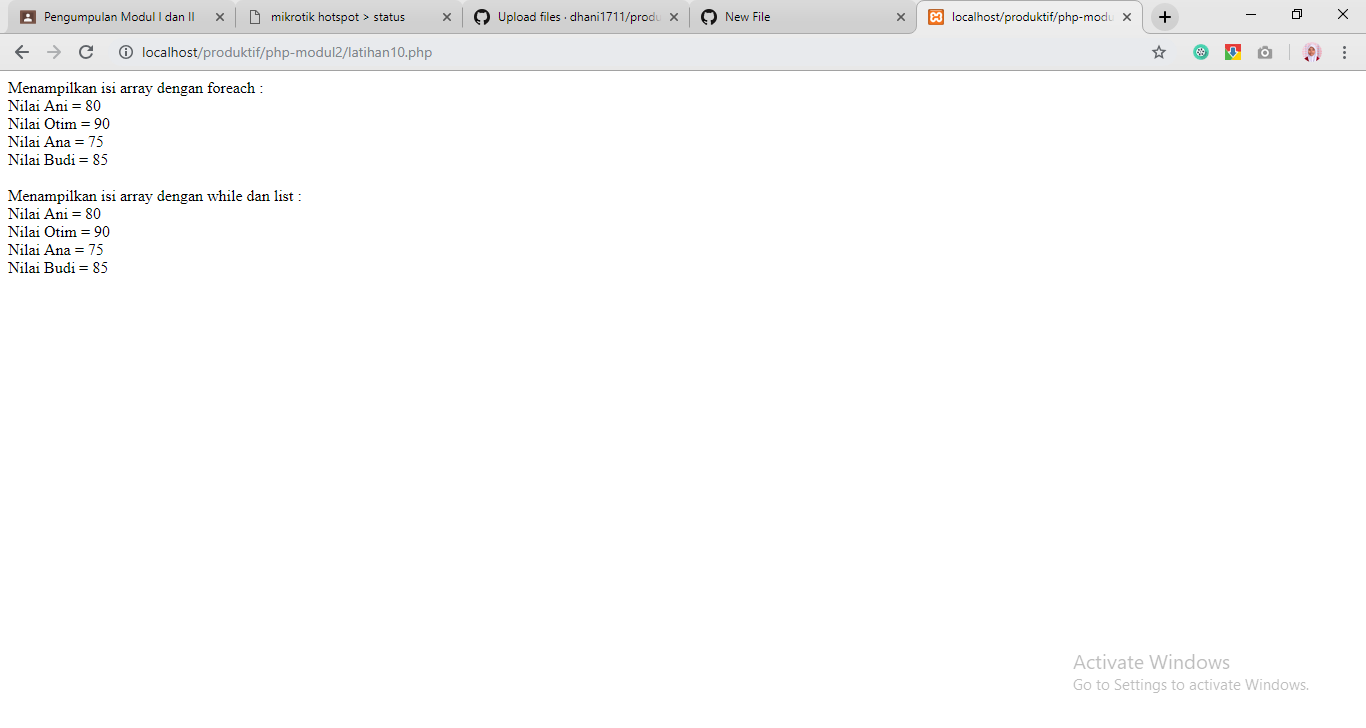 Pengumpulan Modul I dan II
mikrotik hotspot > status
Upload files · dhani1711/produ
New File
localhost/produktif/php-modu
localhost/produktif/php-modul2/latihan10.php
Menampilkan isi array dengan foreach :
Nilai Ani = 80
Nilai Otim = 90
Nilai Ana = 75
Nilai Budi = 85
Menampilkan isi array dengan while dan list :
Nilai Ani = 80
Nilai Otim = 90
Nilai Ana = 75
Nilai Budi = 85
Activate Windows
Go to Settings to activate Windows.